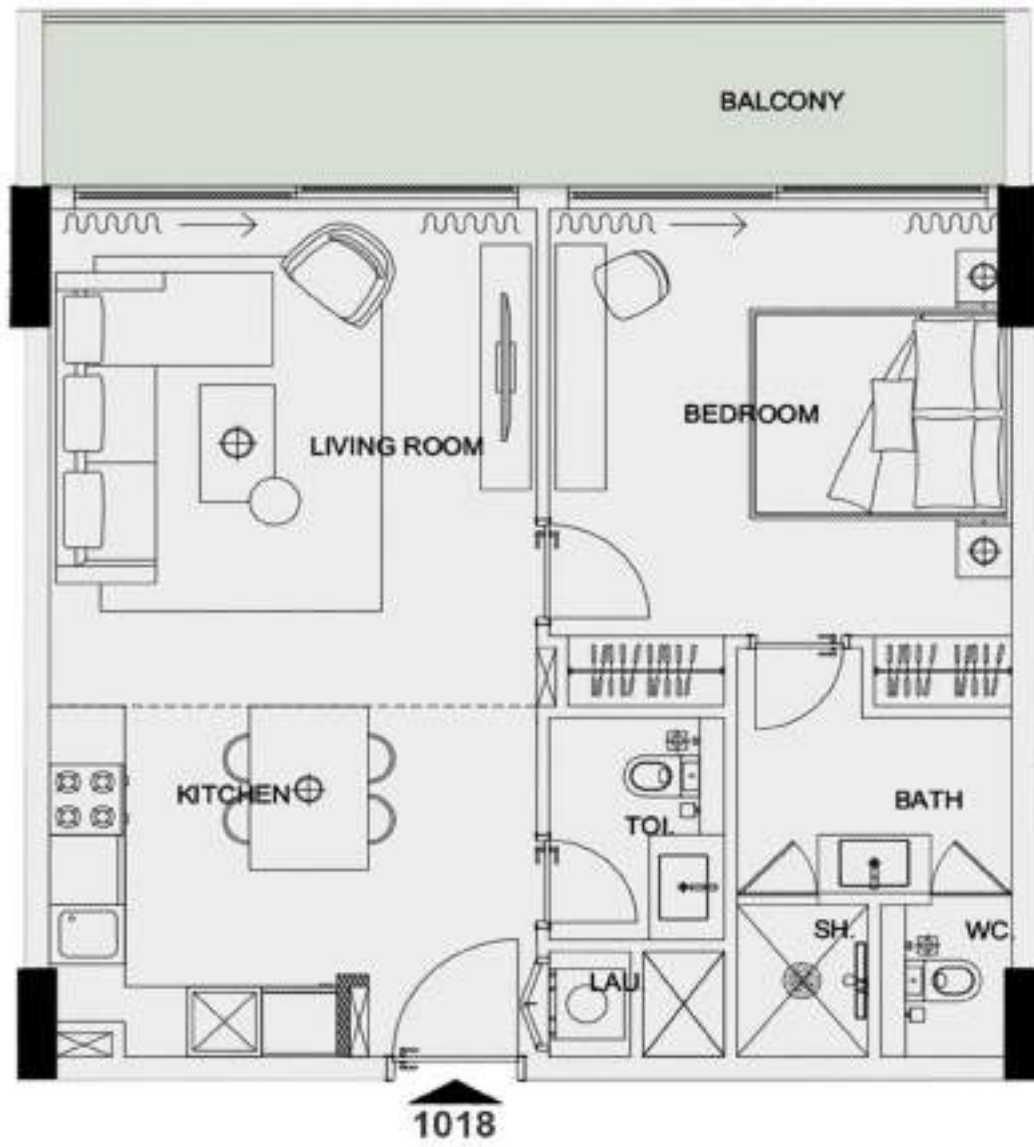 BALCONY
LIVING ROOM
BEDROOM
KITCHEN
TOI.
BATH
SH.
WC.
LAU
1018